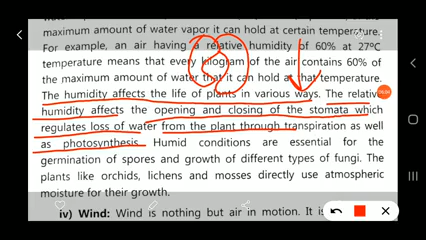 maximum amount of water vapor it can hold at certain temperature.
For example, an air having a relative humidity of 60% at 27°C
temperature means that every kilogram of the air contains 60% of
the maximum amount of water that it can hold at that temperature.
The humidity affects the life of plants in various ways. The relative
humidity affects the opening and closing of the stomata which
regulates loss of water from the plant through transpiration as well
as photosynthesis. Humid conditions are essential for the
germination of spores and growth of different types of fungi. The
plants like orchids, lichens and mosses directly use atmospheric
moisture for their growth.
iv) Wind: Wind is nothing but air in motion. It is